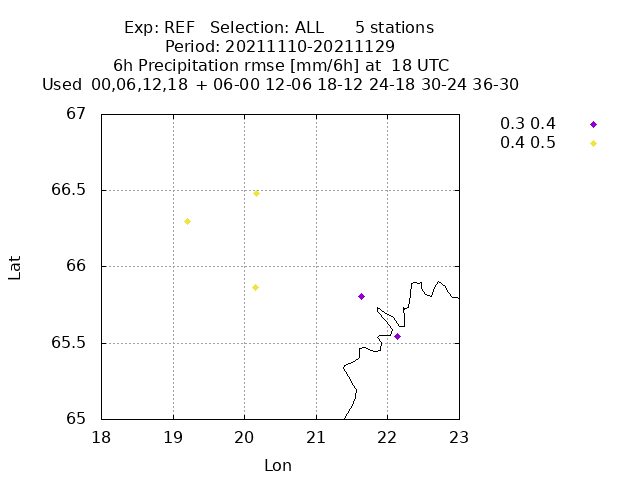 Exp: REF   Selection: ALL      5 stations
Period: 20211110-20211129
6h Precipitation rmse [mm/6h] at  18 UTC
Used  00,06,12,18  + 06-00 12-06 18-12 24-18 30-24 36-30
67
66.5
66
65.5
65
18 19 20 21 22 23
Lat
Lon
0.3 0.4
0.4 0.5